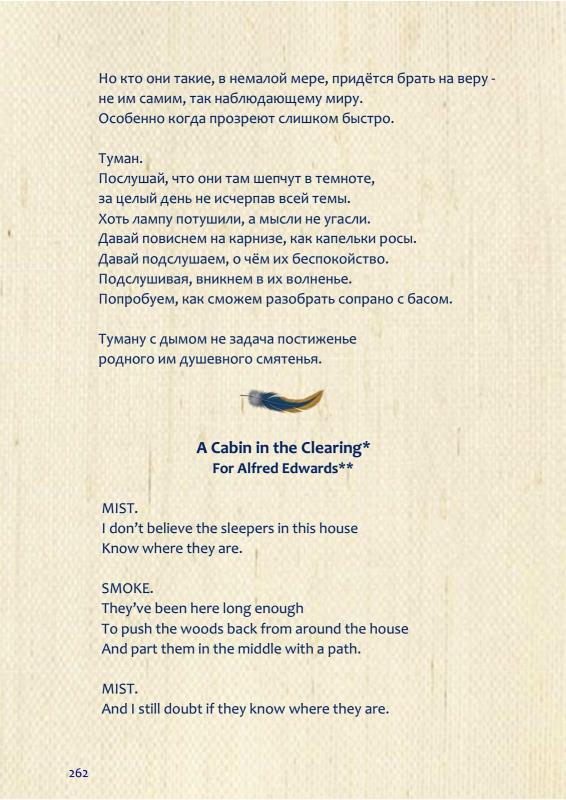 Но кто они такие, в немалой мере, придётся брать на веру -
не им самим, так наблюдающему миру.
Особенно когда прозреют слишком быстро.
Туман.
Послушай, что они там шепчут в темноте,
за целый день не исчерпав всей темы.
Хоть лампу потушили, а мысли не угасли.
Давай повиснем на карнизе, как капельки росы.
Давай подслушаем, о чём их беспокойство.
Подслушивая, вникнем в их волненье.
Попробуем, как сможем разобрать сопрано с басом.
Туману с дымом не задача постиженье
родного им душевного смятенья.
A Cabin in the Clearing*
For Alfred Edwards**
MIST.
I don’t believe the sleepers in this house
Know where they are.
SMOKE.
They’ve been here long enough
To push the woods back from around the house
And part them in the middle with a path.
MIST.
And I still doubt if they know where they are.
262